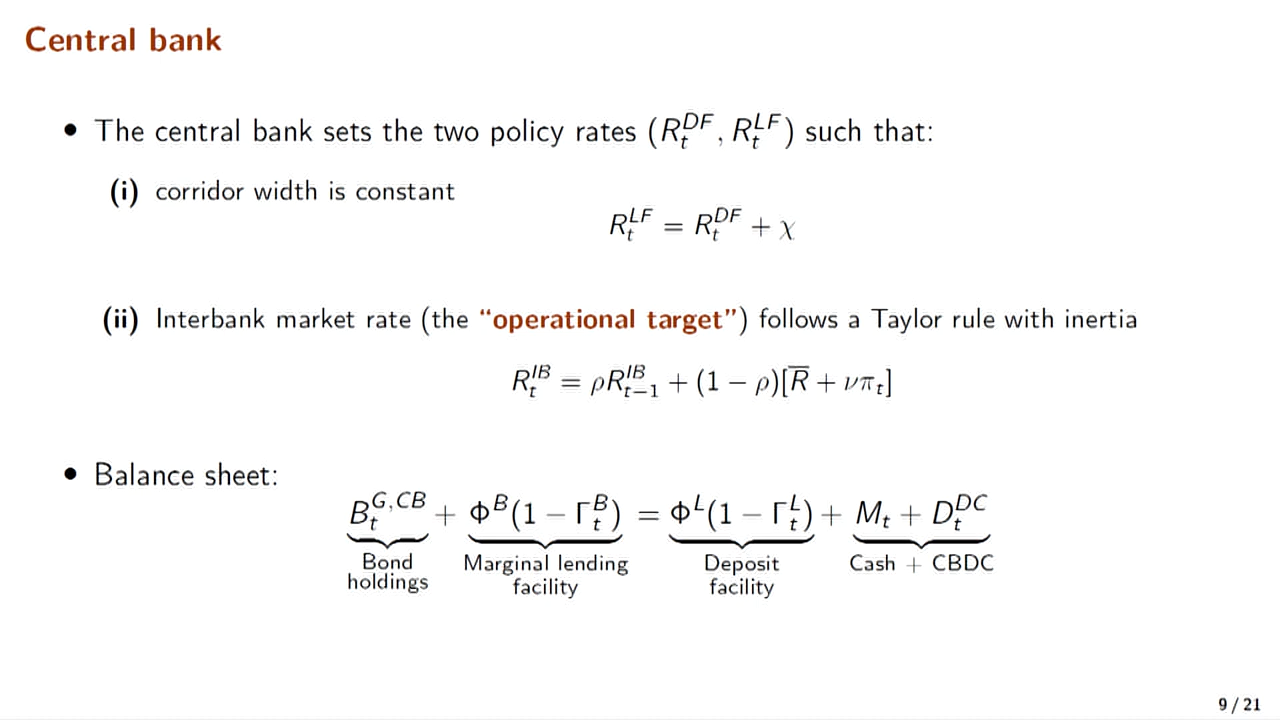 Central bank
• The central bank sets the two policy rates (R_t^{DF}, R_t^{LF}) such that:
(i) corridor width is constant
R_t^{LF} = R_t^{DF} + χ
(ii) Interbank market rate (the “operational target”) follows a Taylor rule with inertia
R_t^{IB} = ρR_{t−1}^{IB} + (1 − ρ)[R̅ + νπ_t]
• Balance sheet:
B_t^{G,CB} + Φ^B(1 − Γ_t^B) = Φ^L(1 − Γ_t^L) + M_t + D_t^{DC}
Bond holdings
Marginal lending facility
Deposit facility
Cash + CBDC
9 / 21